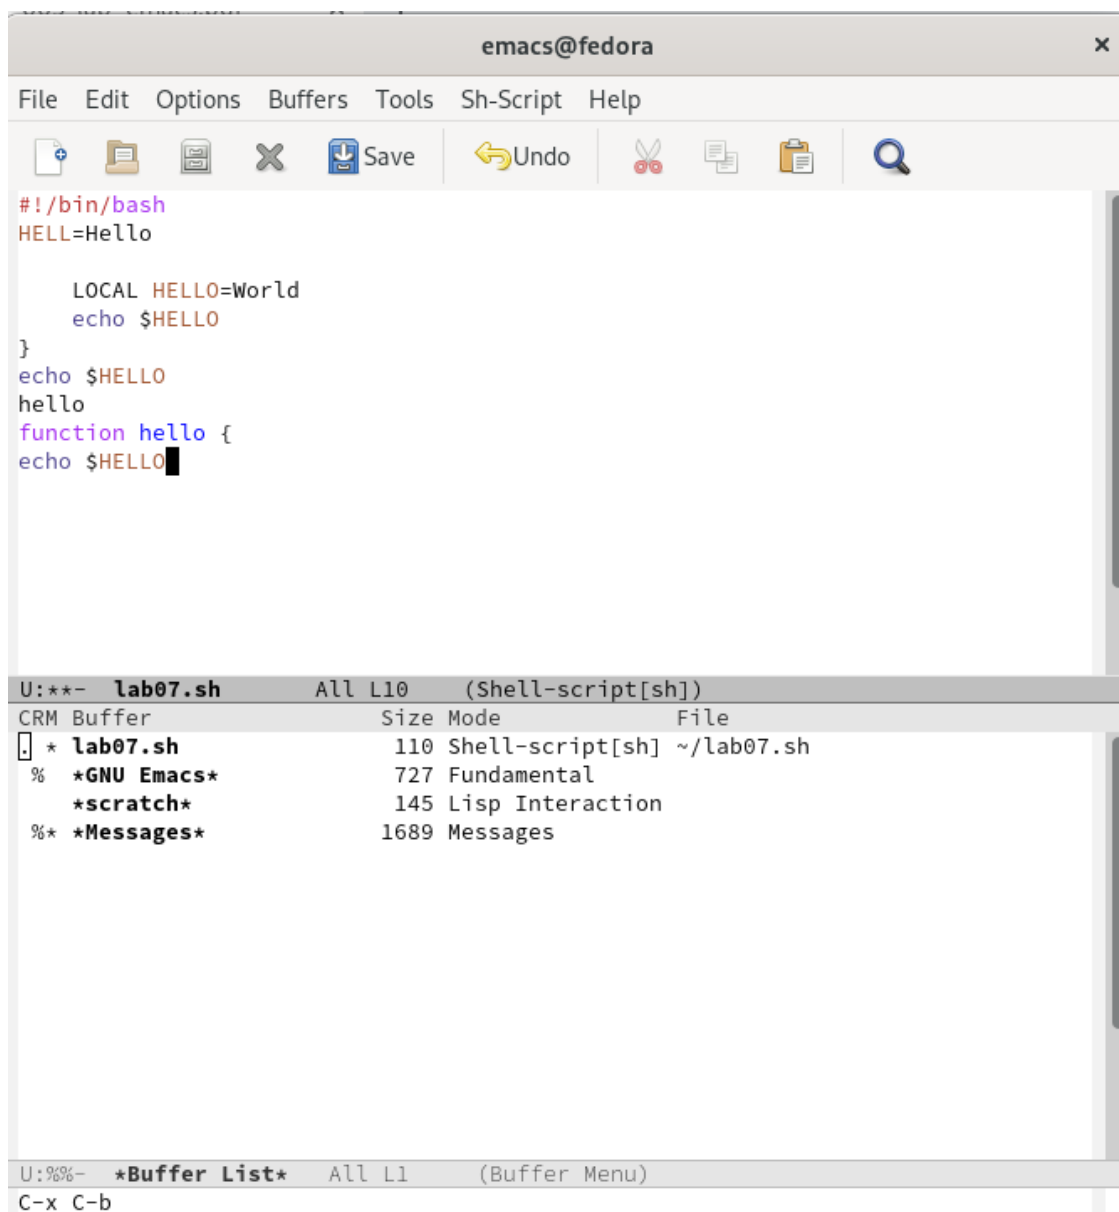 emacs@fedora
File Edit Options Buffers Tools Sh-Script Help
Save Undo
#!/bin/bash
HELL=Hello
LOCAL HELLO=World
echo $HELLO
}
echo $HELLO
hello
function hello {
echo $HELLO
U:**- lab07.sh All L10 (Shell-script[sh])
CRM Buffer Size Mode File
. * lab07.sh 110 Shell-script[sh] ~/lab07.sh
% *GNU Emacs* 727 Fundamental
*scratch* 145 Lisp Interaction
%* *Messages* 1689 Messages
U:%%- *Buffer List* All L1 (Buffer Menu)
C-x C-b